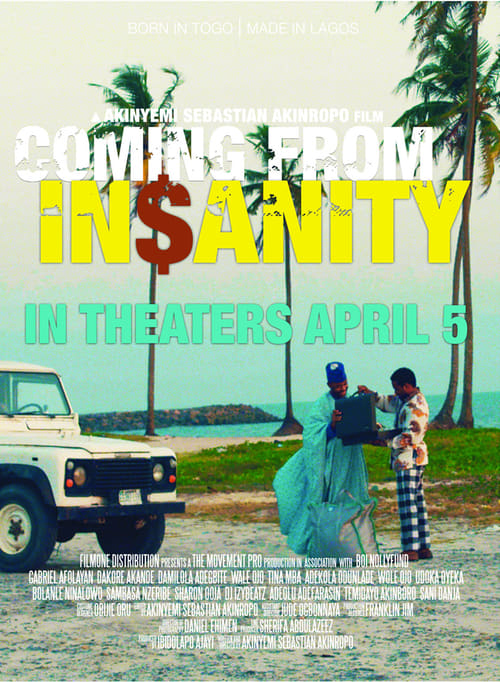 BORN IN TOGO | MADE IN LAGOS
A AKINYEMI SEBASTIAN AKINROPO FILM
COMING FROM
IN$ANITY
IN THEATERS APRIL 5
FILMONE DISTRIBUTION PRESENTS A THE MOVEMENT PRO PRODUCTION IN ASSOCIATION WITH BOI NOLLYFUND
GABRIEL AFOLAYAN DAKORE AKANDE DAMILOLA ADEGBITE WALE OJO TINA MBA ADEKOLA ODUNLADE WOLE OJO UDOKA OYEKA
BOLANLE NINALOWO SAMBASA NZERIBE SHARON OOJA DJ IZYBEATZ ADEOLU ADEFARASIN TEMIDAYO AKINBORO SANI DANJA
OBIJIE ORU AKINYEMI SEBASTIAN AKINROPO JUDE OGBONNAYA FRANKLIN JIM
DANIEL EHIMEN SHERIFA ABDULAZEEZ
IBIDOLAPO AJAYI AKINYEMI SEBASTIAN AKINROPO